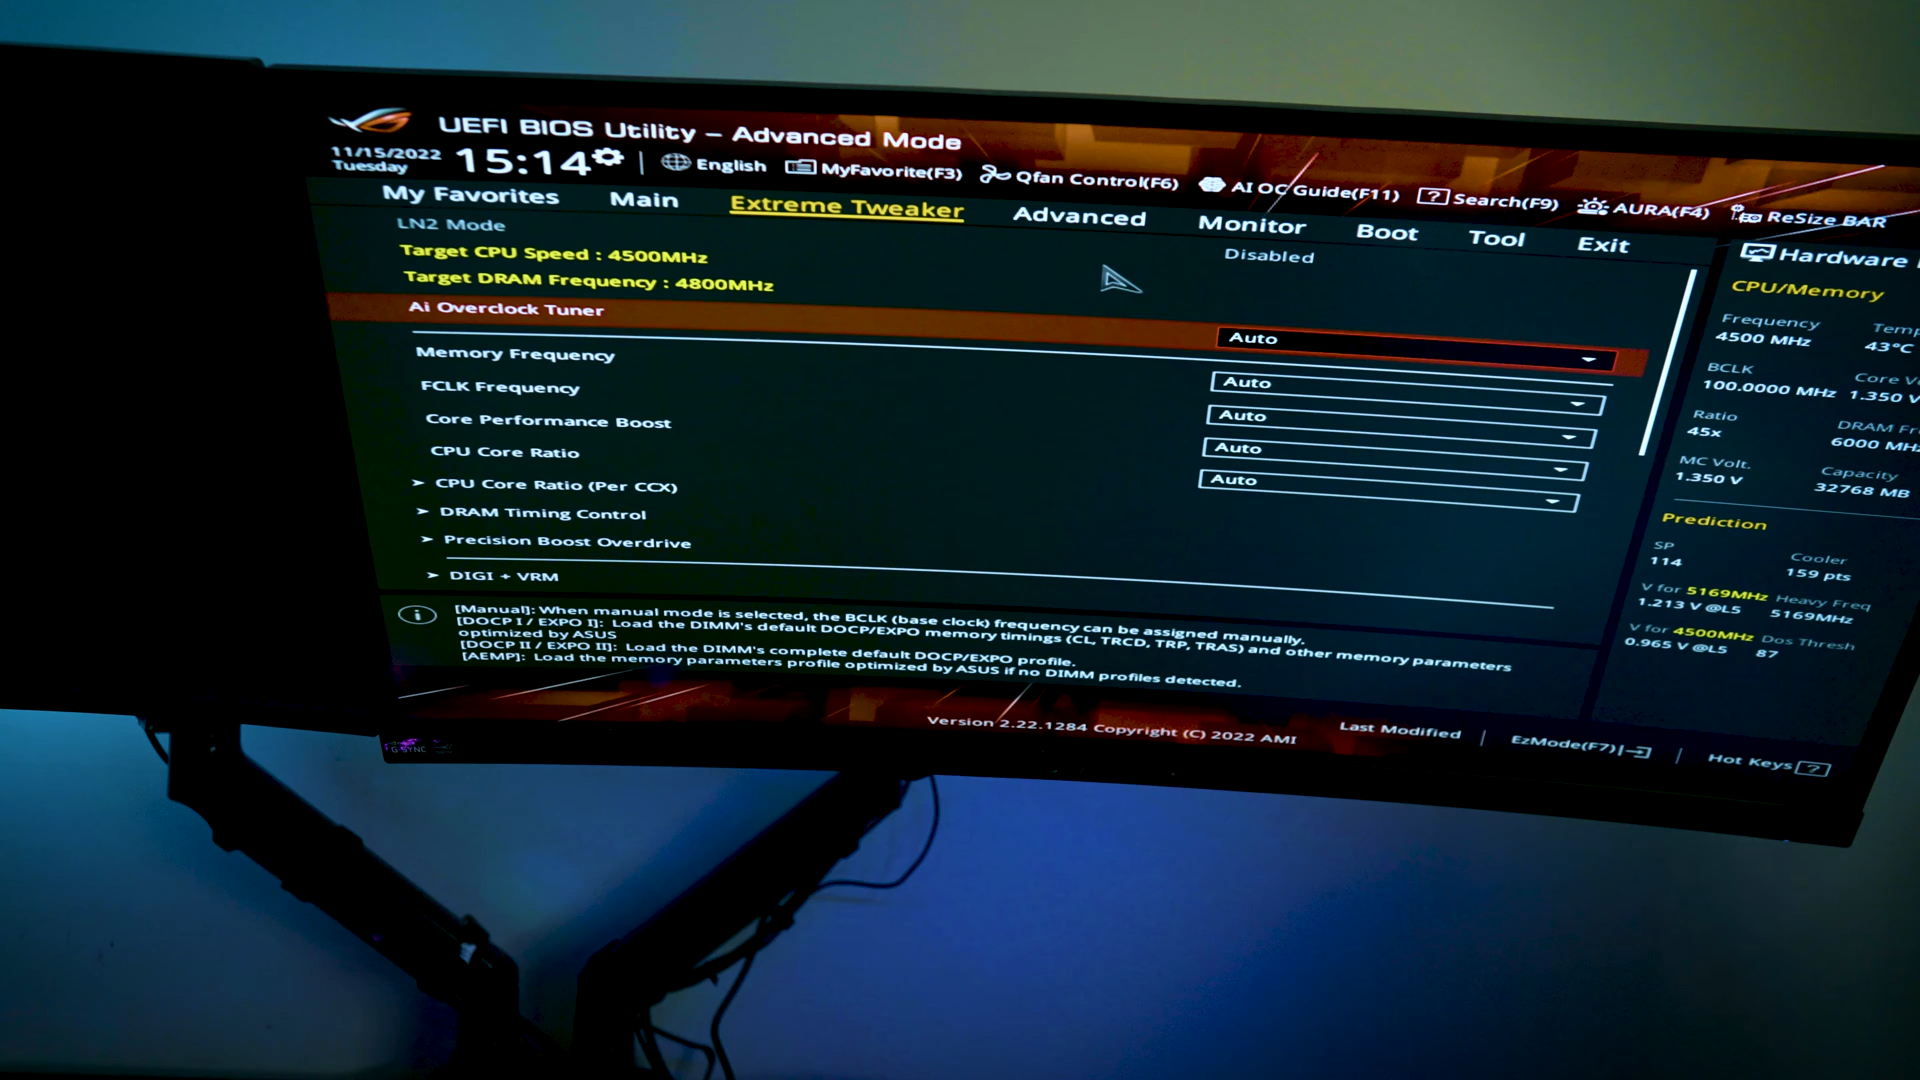 UEFI BIOS Utility – Advanced Mode
11/15/2022
Tuesday
15:14
English
MyFavorite(F3)
Qfan Control(F6)
AI OC Guide(F11)
Search(F9)
AURA(F4)
ReSize BAR
My Favorites
Main
Extreme Tweaker
Advanced
Monitor
Boot
Tool
Exit
LN2 Mode
Disabled
Target CPU Speed : 4500MHz
Target DRAM Frequency : 4800MHz
Ai Overclock Tuner
Auto
Memory Frequency
Auto
FCLK Frequency
Auto
Core Performance Boost
Auto
CPU Core Ratio
Auto
> CPU Core Ratio (Per CCX)
> DRAM Timing Control
> Precision Boost Overdrive
> DIGI + VRM
[Manual]: When manual mode is selected, the BCLK (base clock) frequency can be assigned manually.
[DOCP I / EXPO I]: Load the DIMM's default DOCP/EXPO memory timings (CL, TRCD, TRP, TRAS) and other memory parameters
optimized by ASUS
[DOCP II / EXPO II]: Load the DIMM's complete default DOCP/EXPO profile.
[AEMP]: Load the memory parameters profile optimized by ASUS if no DIMM profiles detected.
Hardware
CPU/Memory
Frequency Temp
4500 MHz 43°C
BCLK Core V
100.0000 MHz 1.350 V
Ratio DRAM Fr
45x 6000 MHz
MC Volt. Capacity
1.350 V 32768 MB
Prediction
SP Cooler
114 159 pts
V for 5169MHz Heavy Freq
1.213 V @L5 5169MHz
V for 4500MHz Dos Thresh
0.965 V @L5 87
Version 2.22.1284 Copyright (C) 2022 AMI
Last Modified
EzMode(F7)
Hot Keys ?
G-SYNC